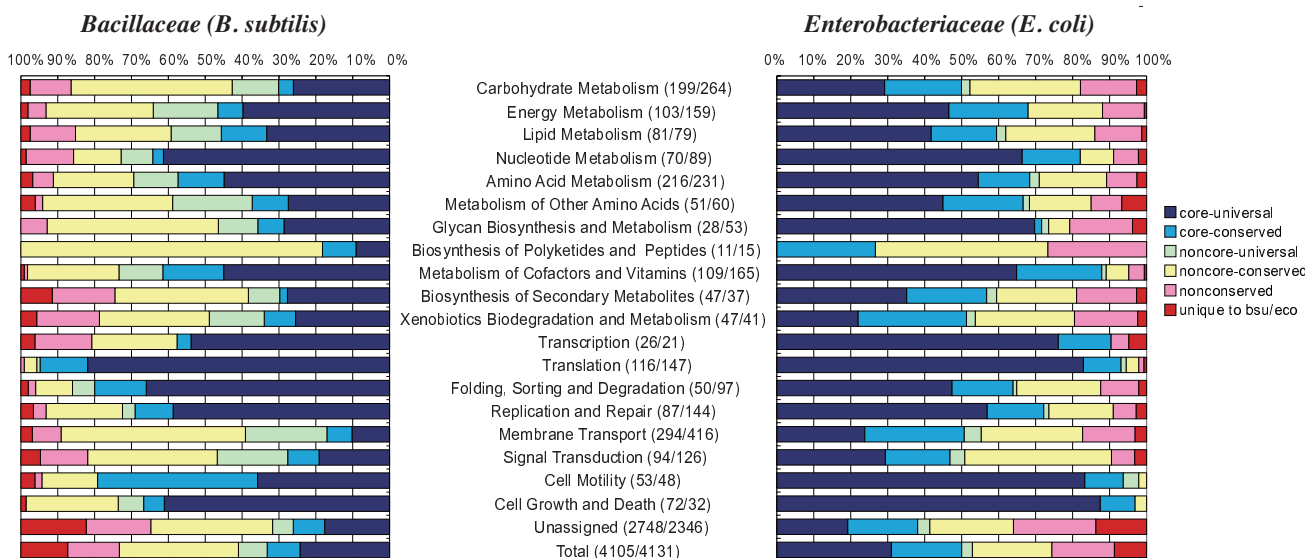 Bacillaceae (B. subtilis)
Enterobacteriaceae (E. coli)
100% 90% 80% 70% 60% 50% 40% 30% 20% 10% 0%
0% 10% 20% 30% 40% 50% 60% 70% 80% 90% 100%
Carbohydrate Metabolism (199/264)
Energy Metabolism (103/159)
Lipid Metabolism (81/79)
Nucleotide Metabolism (70/89)
Amino Acid Metabolism (216/231)
Metabolism of Other Amino Acids (51/60)
Glycan Biosynthesis and Metabolism (28/53)
Biosynthesis of Polyketides and Peptides (11/15)
Metabolism of Cofactors and Vitamins (109/165)
Biosynthesis of Secondary Metabolites (47/37)
Xenobiotics Biodegradation and Metabolism (47/41)
Transcription (26/21)
Translation (116/147)
Folding, Sorting and Degradation (50/97)
Replication and Repair (87/144)
Membrane Transport (294/416)
Signal Transduction (94/126)
Cell Motility (53/48)
Cell Growth and Death (72/32)
Unassigned (2748/2346)
Total (4105/4131)
core-universal
core-conserved
noncore-universal
noncore-conserved
nonconserved
unique to bsu/eco